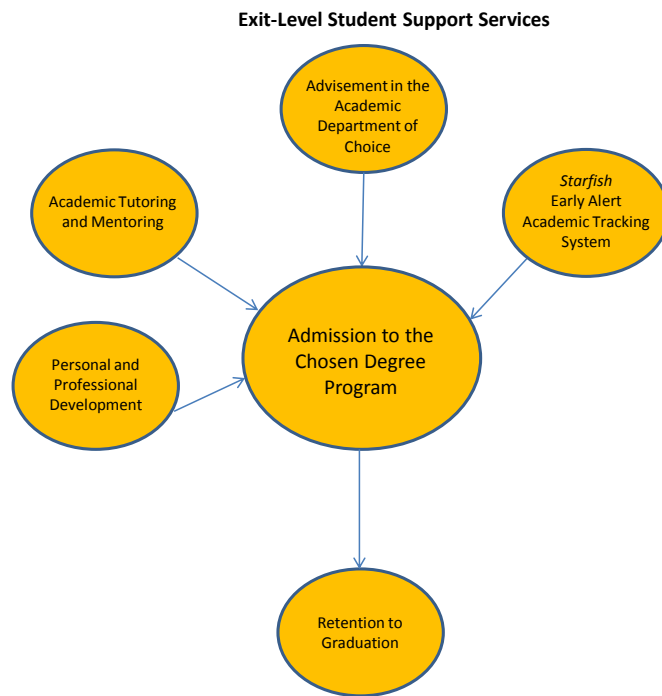 Exit-Level Student Support Services
Advisement in the
Academic
Department of
Choice
Academic Tutoring
and Mentoring
Starfish
Early Alert
Academic Tracking
System
Admission to the
Chosen Degree
Program
Personal and
Professional
Development
Retention to
Graduation